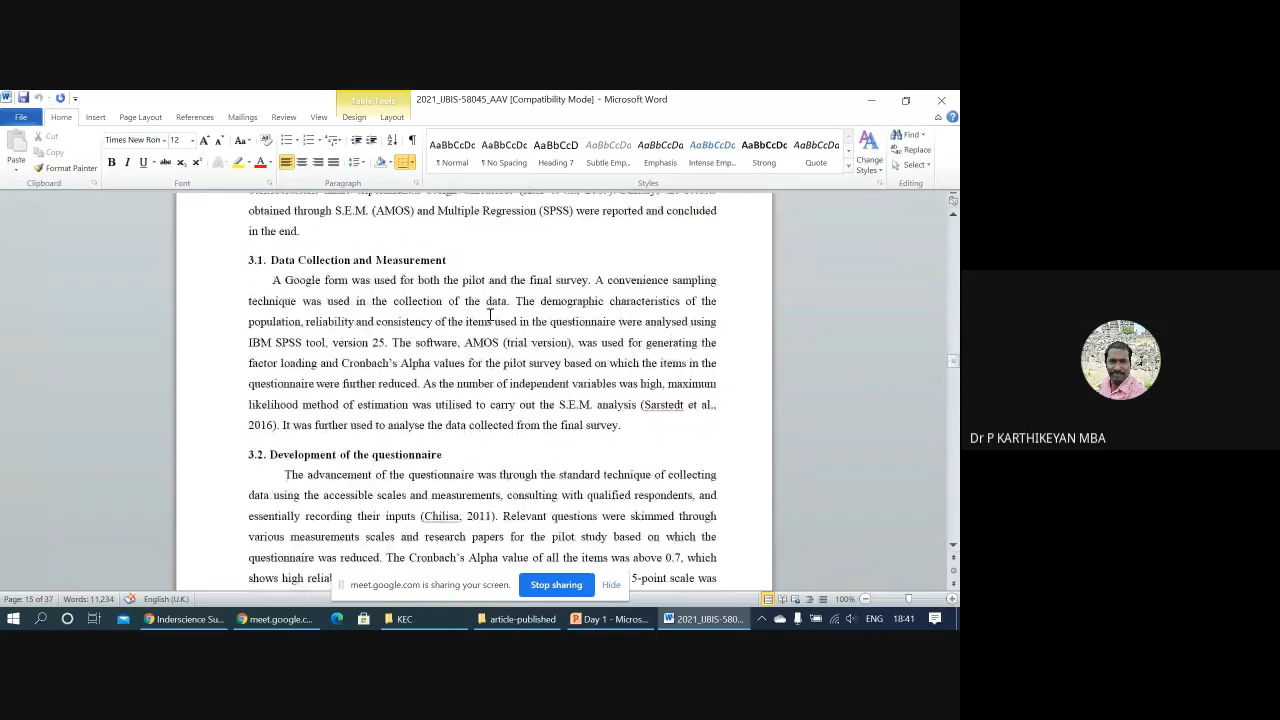 Table Tools
2021_IJBIS-58045_AAV [Compatibility Mode] - Microsoft Word
File Home Insert Page Layout References Mailings Review View Design Layout
Cut
Copy
Format Painter
Paste
Times New Ron 12
AaBbCcDc AaBbCcDc AaBbCcD AaBbCcDc AaBbCcDc AaBbCcDc AaBbCcDc AaBbCcDc
¶ Normal ¶ No Spacing Heading 7 Subtle Emp... Emphasis Intense Emp... Strong Quote
Change Styles
Find
Replace
Select
Clipboard Font Paragraph Styles Editing
obtained through S.E.M. (AMOS) and Multiple Regression (SPSS) were reported and concluded
in the end.
3.1. Data Collection and Measurement
A Google form was used for both the pilot and the final survey. A convenience sampling
technique was used in the collection of the data. The demographic characteristics of the
population, reliability and consistency of the items used in the questionnaire were analysed using
IBM SPSS tool, version 25. The software, AMOS (trial version), was used for generating the
factor loading and Cronbach's Alpha values for the pilot survey based on which the items in the
questionnaire were further reduced. As the number of independent variables was high, maximum
likelihood method of estimation was utilised to carry out the S.E.M. analysis (Sarstedt et al.,
2016). It was further used to analyse the data collected from the final survey.
3.2. Development of the questionnaire
The advancement of the questionnaire was through the standard technique of collecting
data using the accessible scales and measurements, consulting with qualified respondents, and
essentially recording their inputs (Chilisa, 2011). Relevant questions were skimmed through
various measurements scales and research papers for the pilot study based on which the
questionnaire was reduced. The Cronbach's Alpha value of all the items was above 0.7, which
shows high relia 5-point scale was
meet.google.com is sharing your screen. Stop sharing Hide
Page: 15 of 37 Words: 11,234 English (U.K.) 100%
Inderscience Su... meet.google.c... KEC article-published Day 1 - Micros... 2021_IJBIS-580... ENG 18:41
Dr P KARTHIKEYAN MBA